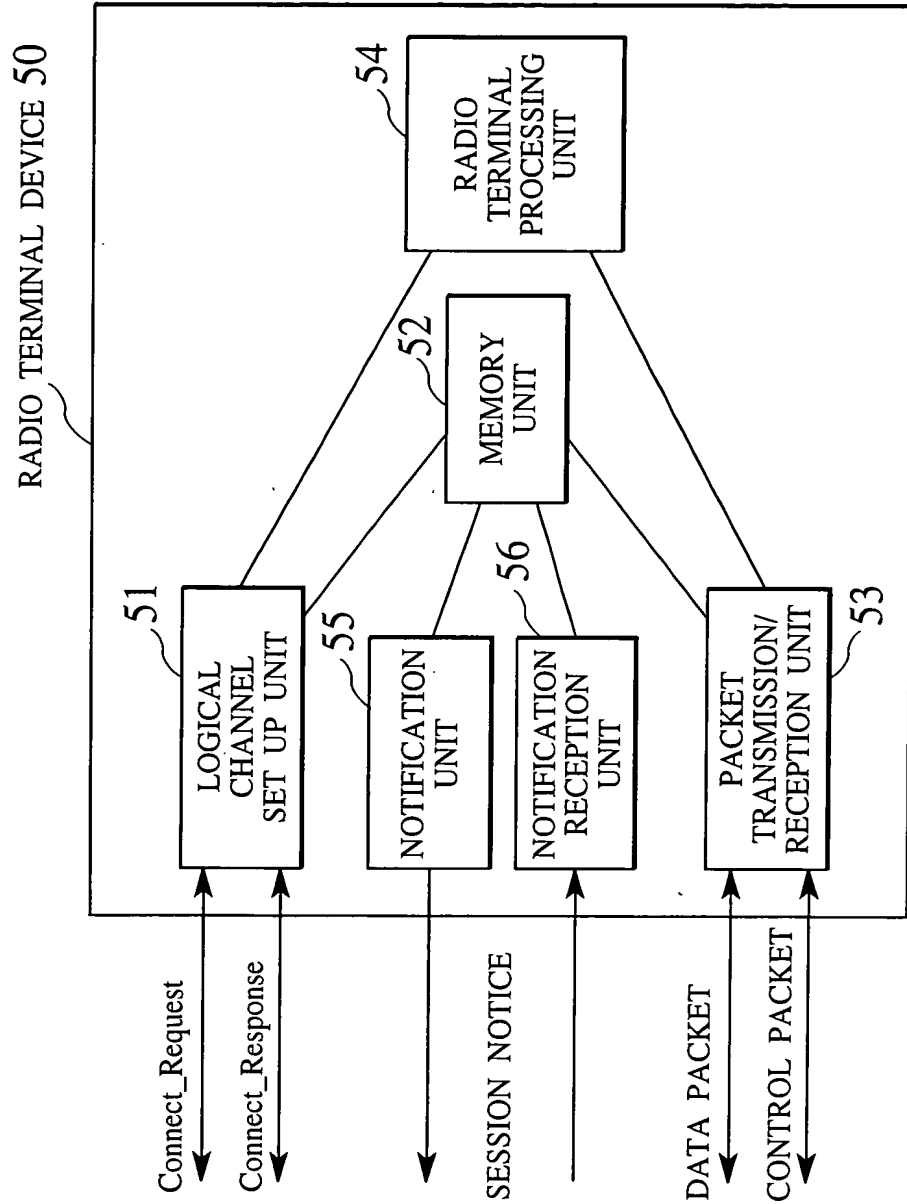 RADIO TERMINAL DEVICE 50
54
RADIO
TERMINAL
PROCESSING
UNIT
52
MEMORY
UNIT
51
LOGICAL
CHANNEL
SET UP UNIT
55
NOTIFICATION
UNIT
56
NOTIFICATION
RECEPTION
UNIT
53
PACKET
TRANSMISSION/
RECEPTION UNIT
Connect_Request
Connect_Response
SESSION NOTICE
DATA PACKET
CONTROL PACKET